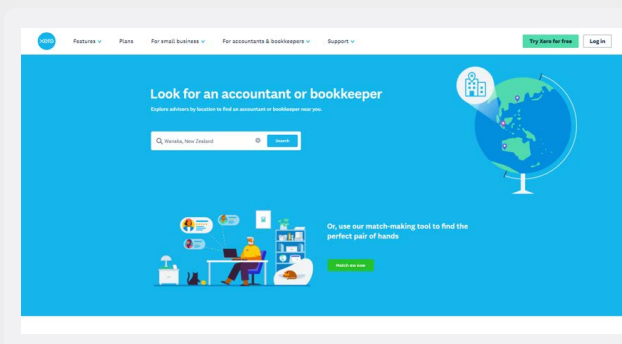 xero
Features
Plans
For small business
For accountants & bookkeepers
Support
Try Xero for free
Log in
Look for an accountant or bookkeeper
Explore advisors by location to find an accountant or bookkeeper near you.
Wanaka, New Zealand
Search
Or, use our match-making tool to find the
perfect pair of hands
Match me now